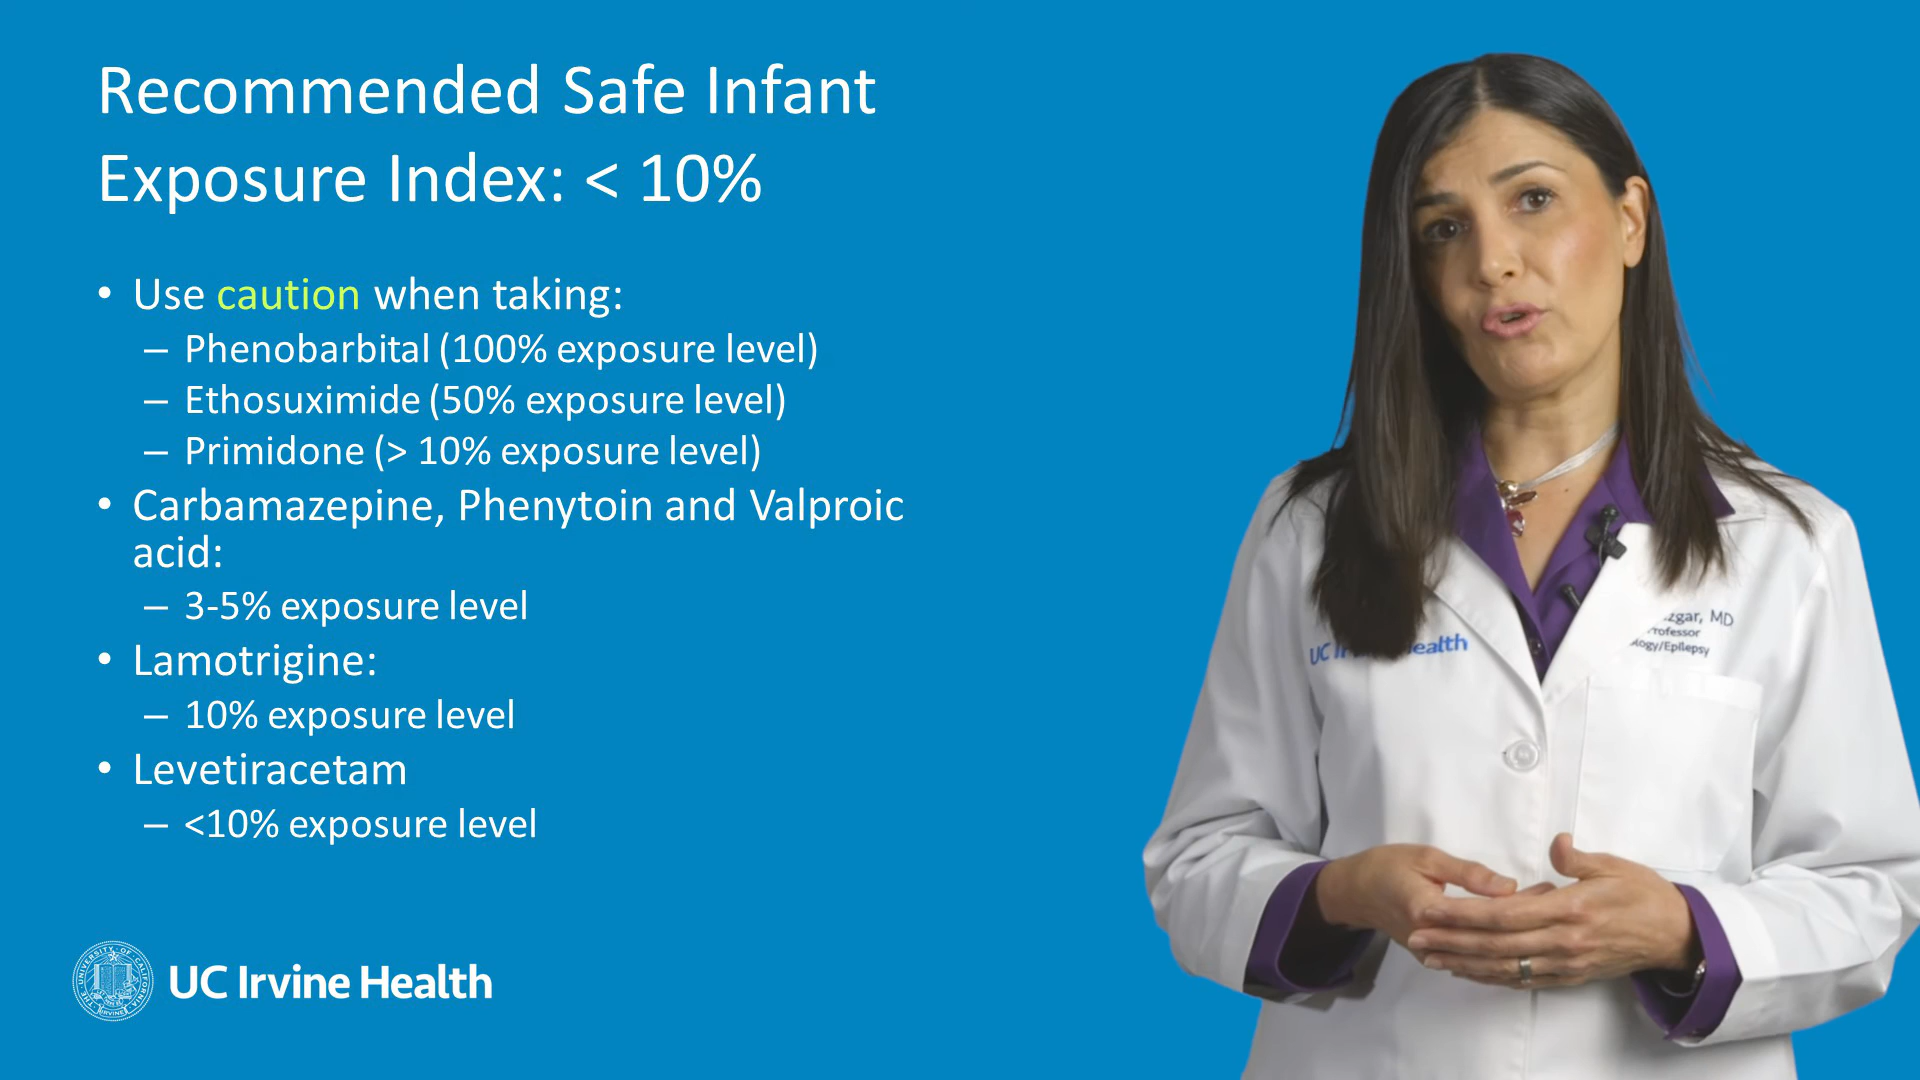 Recommended Safe Infant
Exposure Index: < 10%
• Use caution when taking:
– Phenobarbital (100% exposure level)
– Ethosuximide (50% exposure level)
– Primidone (> 10% exposure level)
• Carbamazepine, Phenytoin and Valproic
acid:
– 3-5% exposure level
• Lamotrigine:
– 10% exposure level
• Levetiracetam
– <10% exposure level
UC Irvine Health
UC
MD
Epilepsy